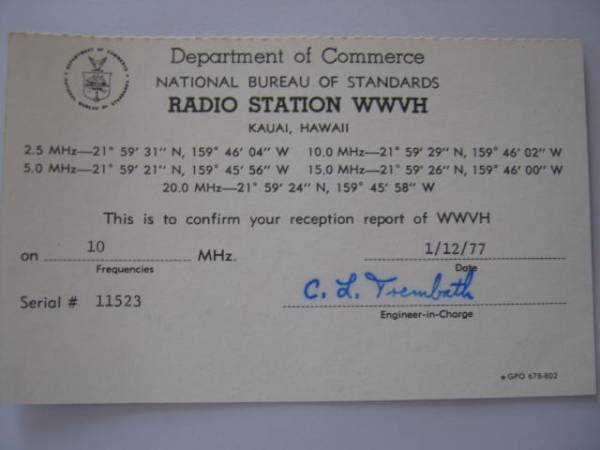 Department of Commerce
NATIONAL BUREAU OF STANDARDS
RADIO STATION WWVH
KAUAI, HAWAII
2.5 MHz—21° 59' 31" N, 159° 46' 04" W 10.0 MHz—21° 59' 29" N, 159° 46' 02" W
5.0 MHz—21° 59' 21" N, 159° 45' 56" W 15.0 MHz—21° 59' 26" N, 159° 46' 00" W
20.0 MHz—21° 59' 24" N, 159° 45' 58" W
This is to confirm your reception report of WWVH
on 10 MHz. 1/12/77
Frequencies Date
Serial # 11523 C. L. Trembath
Engineer-in-Charge
GPO 678-802